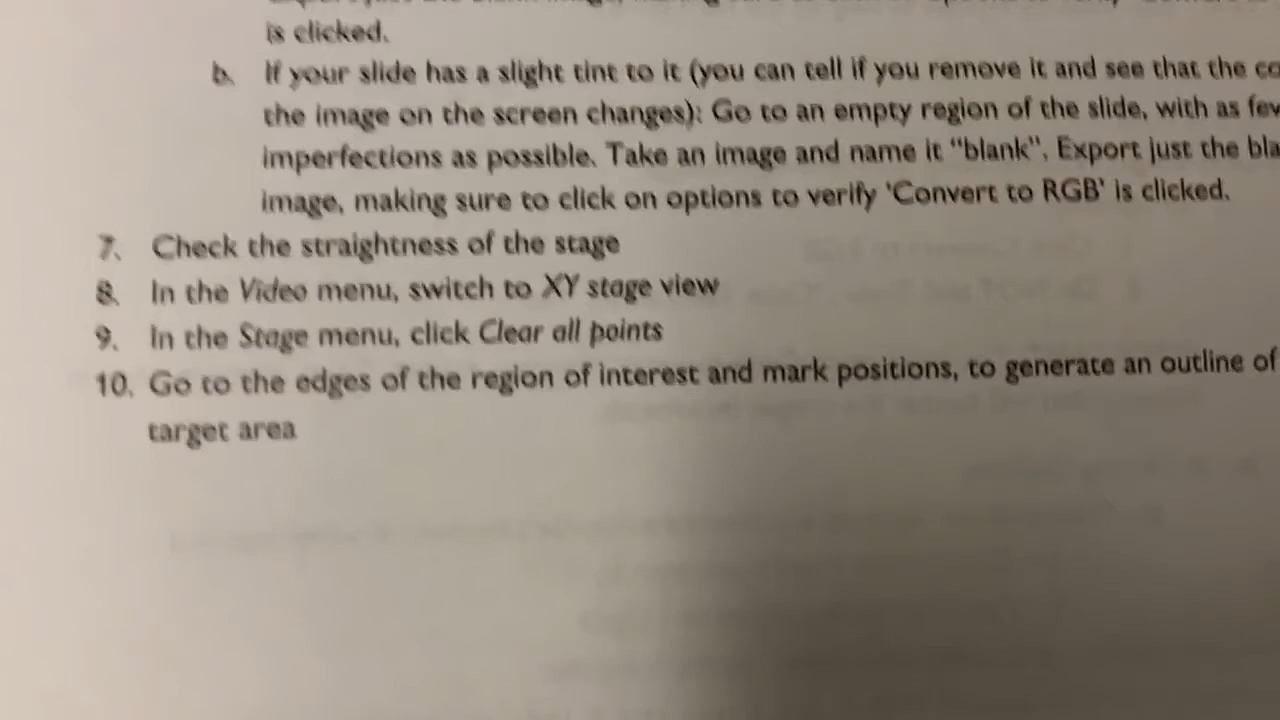 is clicked.
b. If your slide has a slight tint to it (you can tell if you remove it and see that the
the image on the screen changes): Go to an empty region of the slide, with as
imperfections as possible. Take an image and name it “blank”. Export just the
image, making sure to click on options to verify 'Convert to RGB' is clicked.
7. Check the straightness of the stage
8. In the Video menu, switch to XY stage view
9. In the Stage menu, click Clear all points
10. Go to the edges of the region of interest and mark positions, to generate an outline of
target area